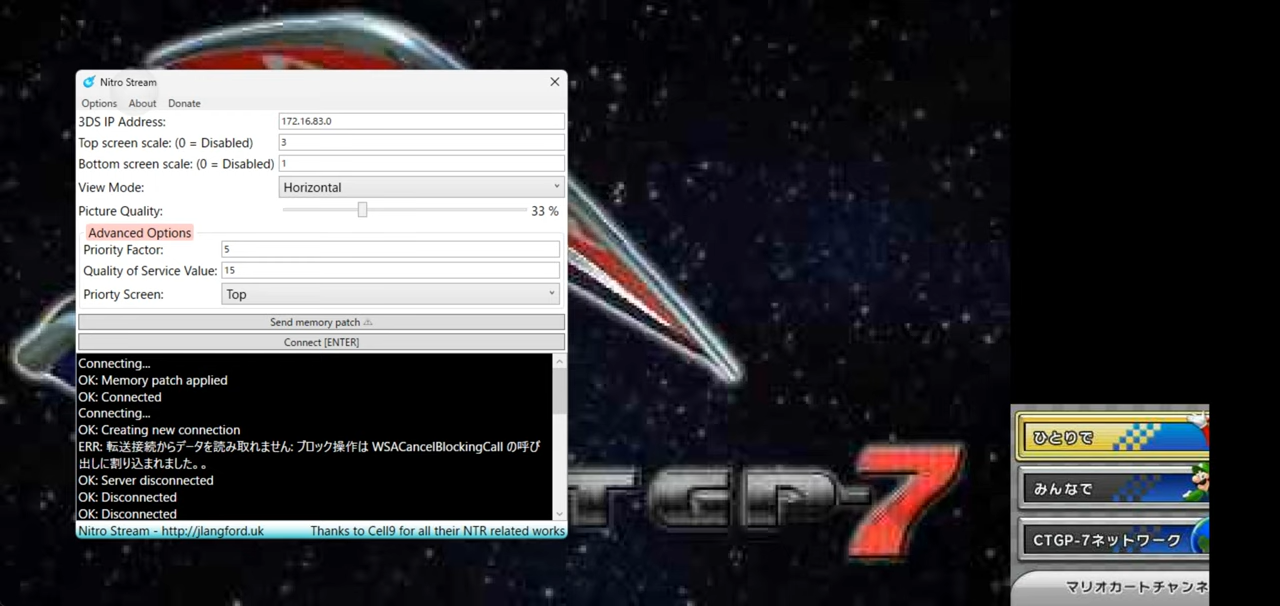 Nitro Stream
Options About Donate
3DS IP Address: 172.16.83.0
Top screen scale: (0 = Disabled) 3
Bottom screen scale: (0 = Disabled) 1
View Mode: Horizontal
Picture Quality: 33 %
Advanced Options
Priority Factor: 5
Quality of Service Value: 15
Priorty Screen: Top
Send memory patch ⚠
Connect [ENTER]
Connecting...
OK: Memory patch applied
OK: Connected
Connecting...
OK: Creating new connection
ERR: 転送接続からデータを読み取れません: ブロック操作は WSACancelBlockingCall の呼び
出しに割り込まれました。。
OK: Server disconnected
OK: Disconnected
OK: Disconnected
Nitro Stream - http://jlangford.uk Thanks to Cell9 for all their NTR related works
CTGP-7
ひとりで
みんなで
CTGP-7ネットワーク
マリオカートチャンネ